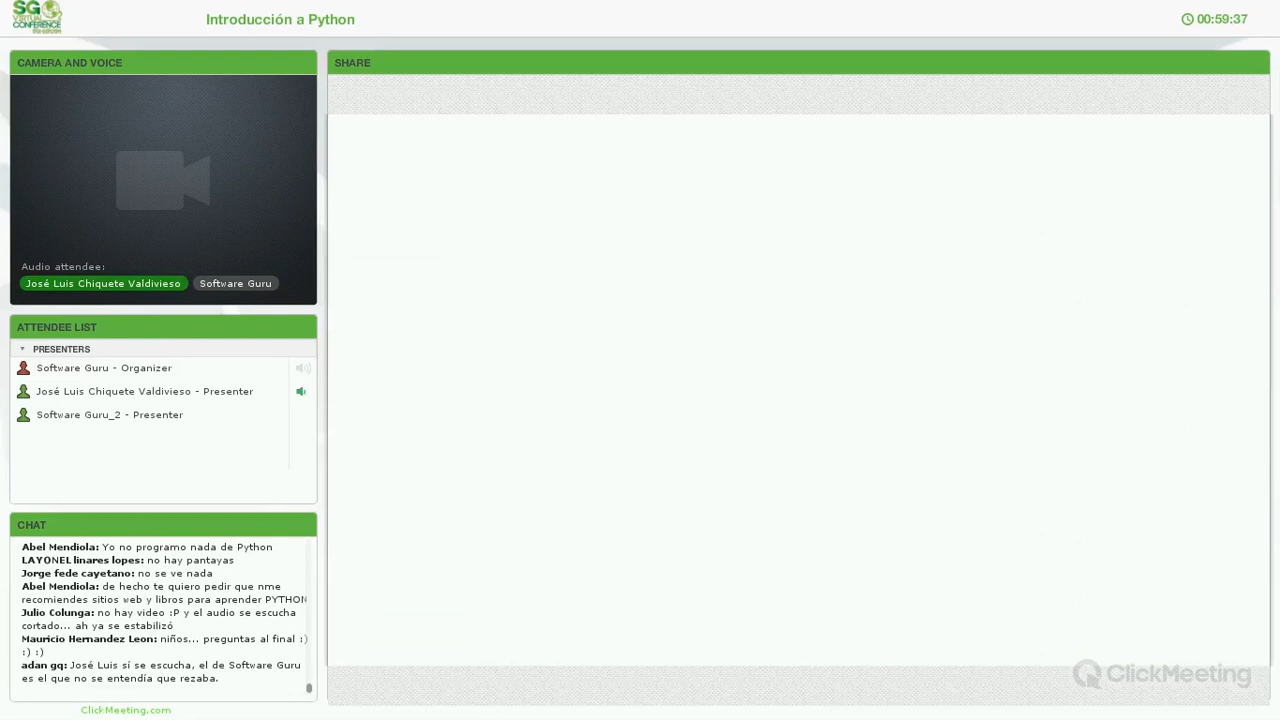 SG
VIRTUAL
CONFERENCE
Introducción a Python
00:59:37
CAMERA AND VOICE
SHARE
Audio attendee:
José Luis Chiquete Valdivieso
Software Guru
ATTENDEE LIST
PRESENTERS
Software Guru - Organizer
José Luis Chiquete Valdivieso - Presenter
Software Guru_2 - Presenter
CHAT
Abel Mendiola: Yo no programo nada de Python
LAYONEL linares lopes: no hay pantayas
Jorge fede cayetano: no se ve nada
Abel Mendiola: de hecho te quiero pedir que nme
recomiendes sitios web y libros para aprender PYTHON
Julio Colunga: no hay video :P y el audio se escucha
cortado... ah ya se estabilizó
Mauricio Hernandez Leon: niños... preguntas al final :)
:) :)
adan gq: José Luis sí se escucha, el de Software Guru
es el que no se entendía que rezaba.
ClickMeeting
ClickMeeting.com